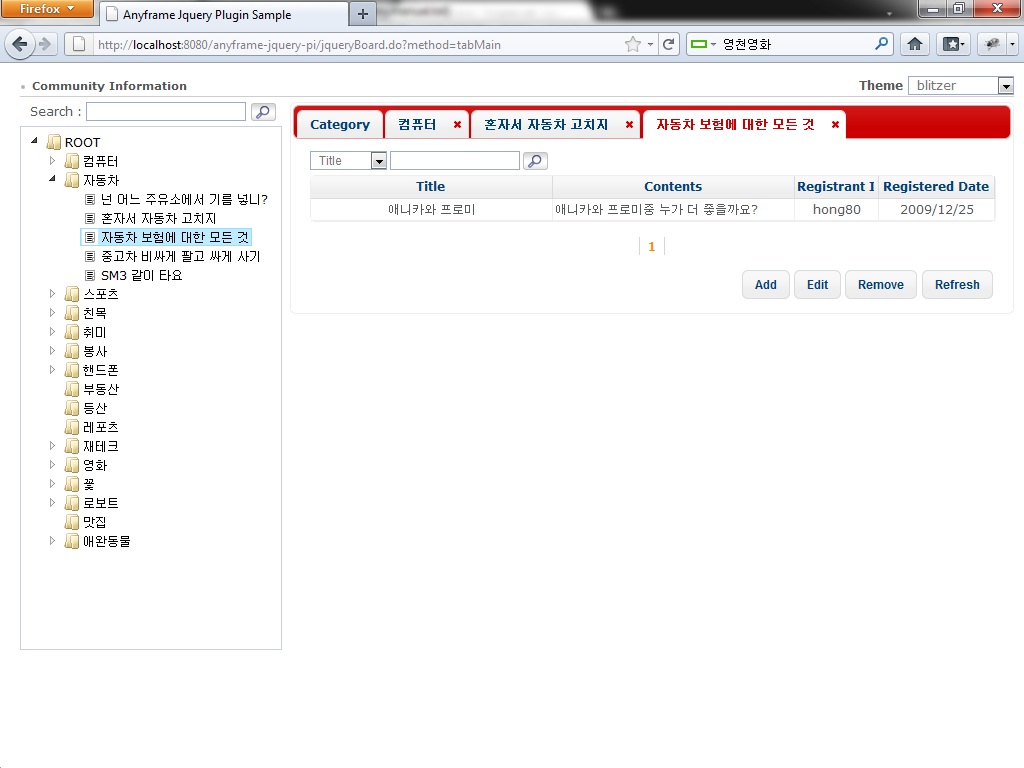 Firefox
Anyframe Jquery Plugin Sample
http://localhost:8080/anyframe-jquery-pi/jqueryBoard.do?method=tabMain
영천영화
Community Information
Theme blitzer
Search :
ROOT
컴퓨터
자동차
넌 어느 주유소에서 기름 넣니?
혼자서 자동차 고치지
자동차 보험에 대한 모든 것
중고차 비싸게 팔고 싸게 사기
SM3 같이 타요
스포츠
친목
취미
봉사
핸드폰
부동산
등산
레포츠
재테크
영화
꽃
로보트
맛집
애완동물
Category 컴퓨터 혼자서 자동차 고치지 자동차 보험에 대한 모든 것
Title
Title Contents Registrant I Registered Date
애니카와 프로미 애니카와 프로미중 누가 더 좋을까요? hong80 2009/12/25
1
Add Edit Remove Refresh